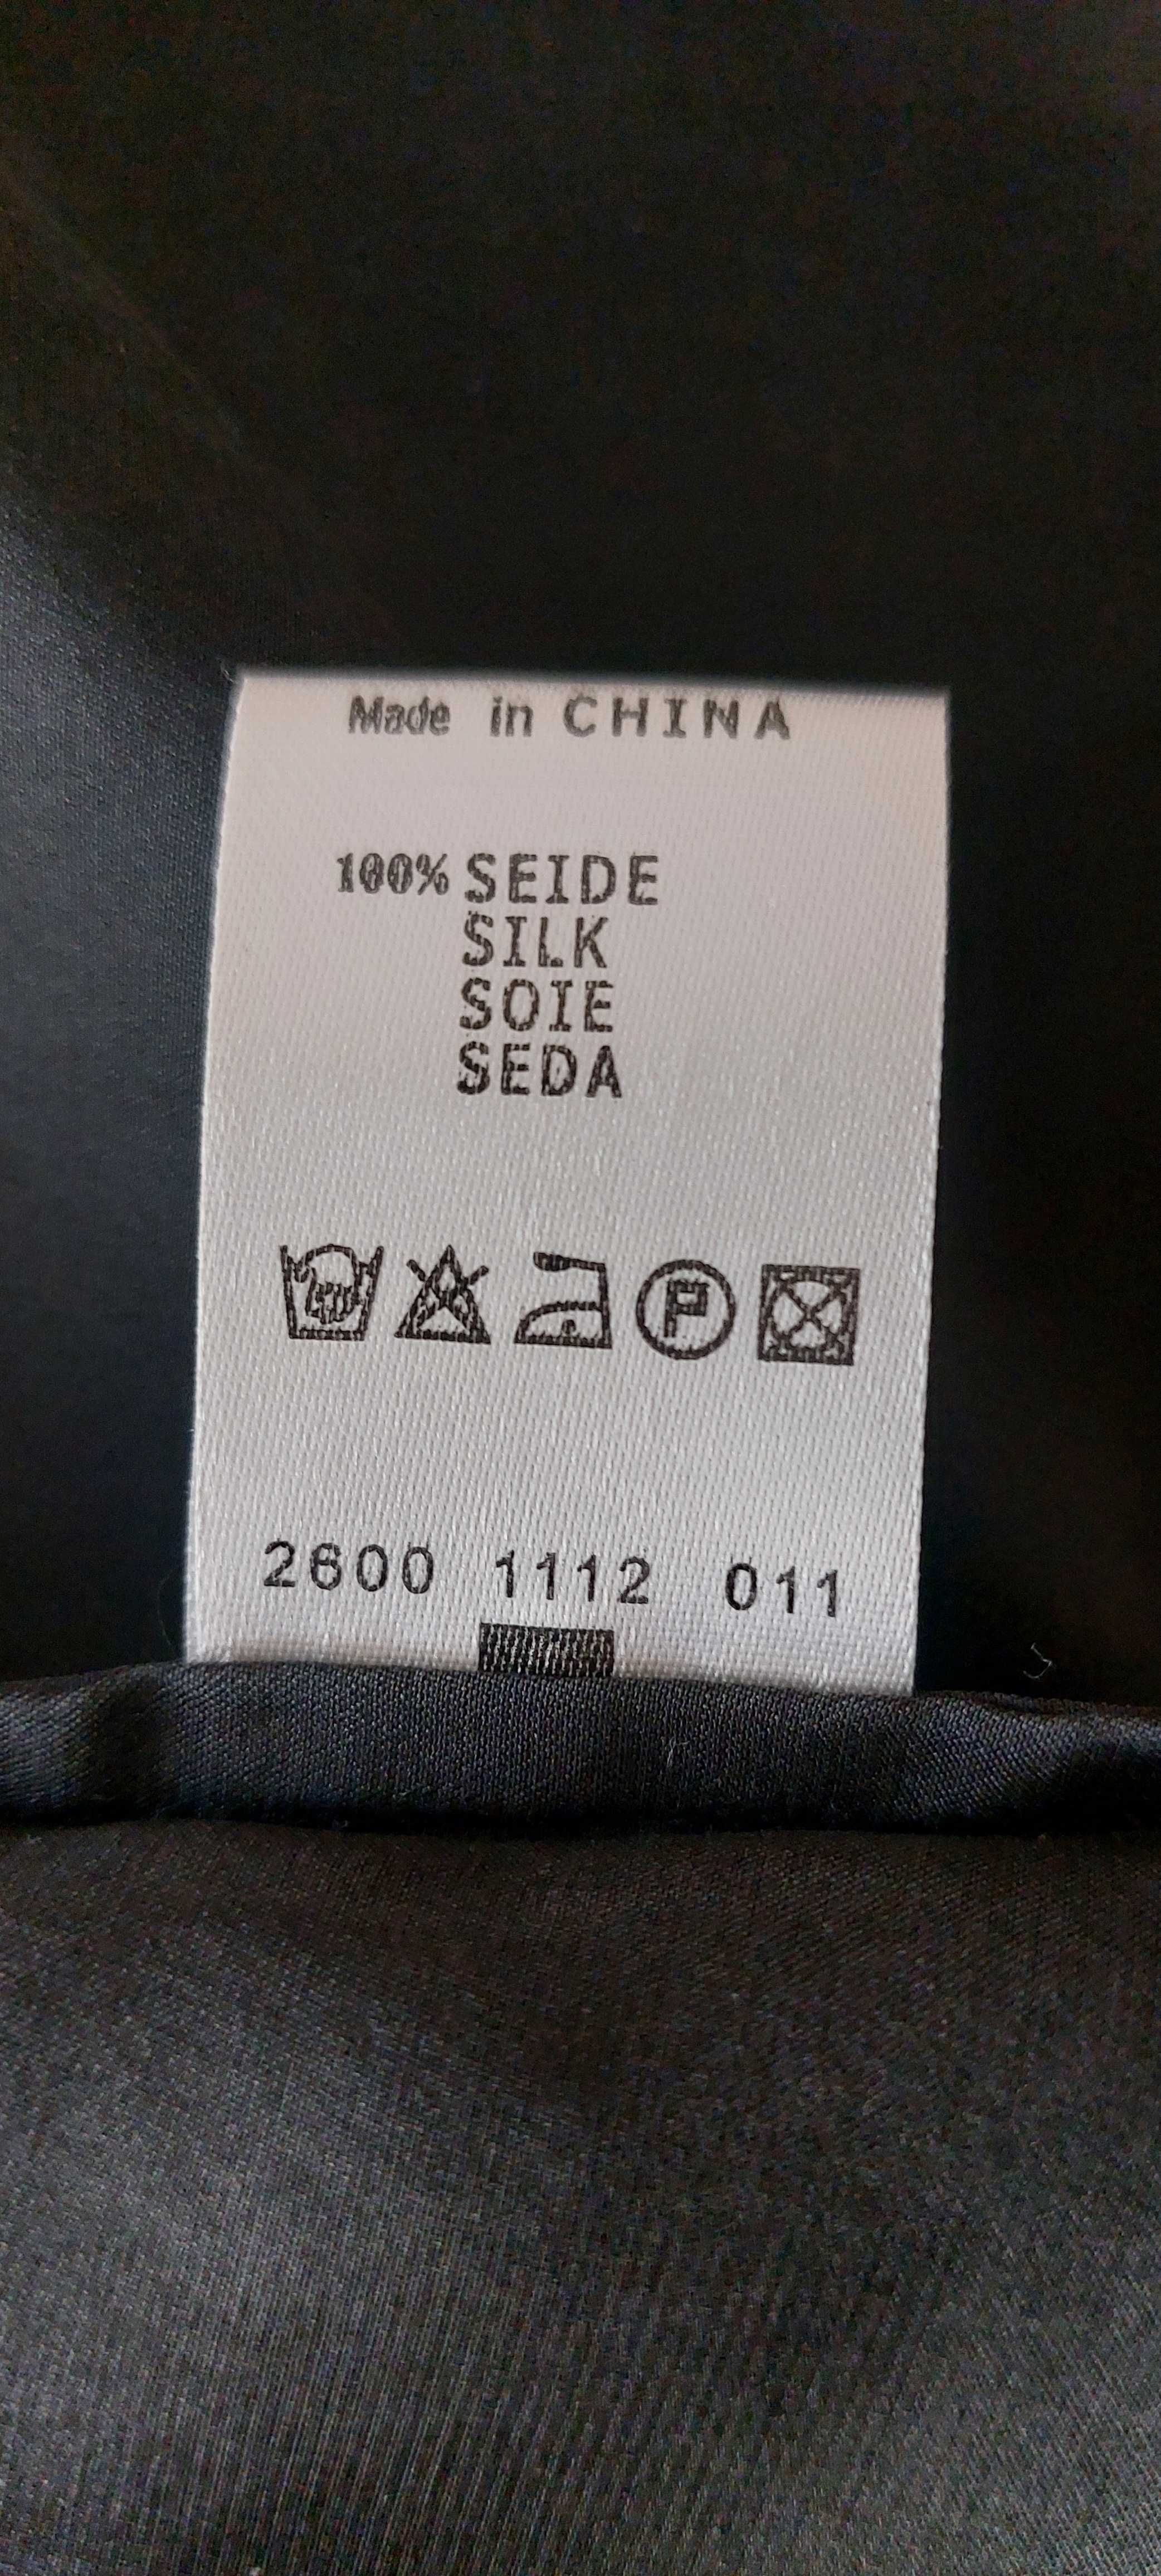 Made in CHINA
100% SEIDE
SILK
SOIE
SEDA
P
2600 1112 011